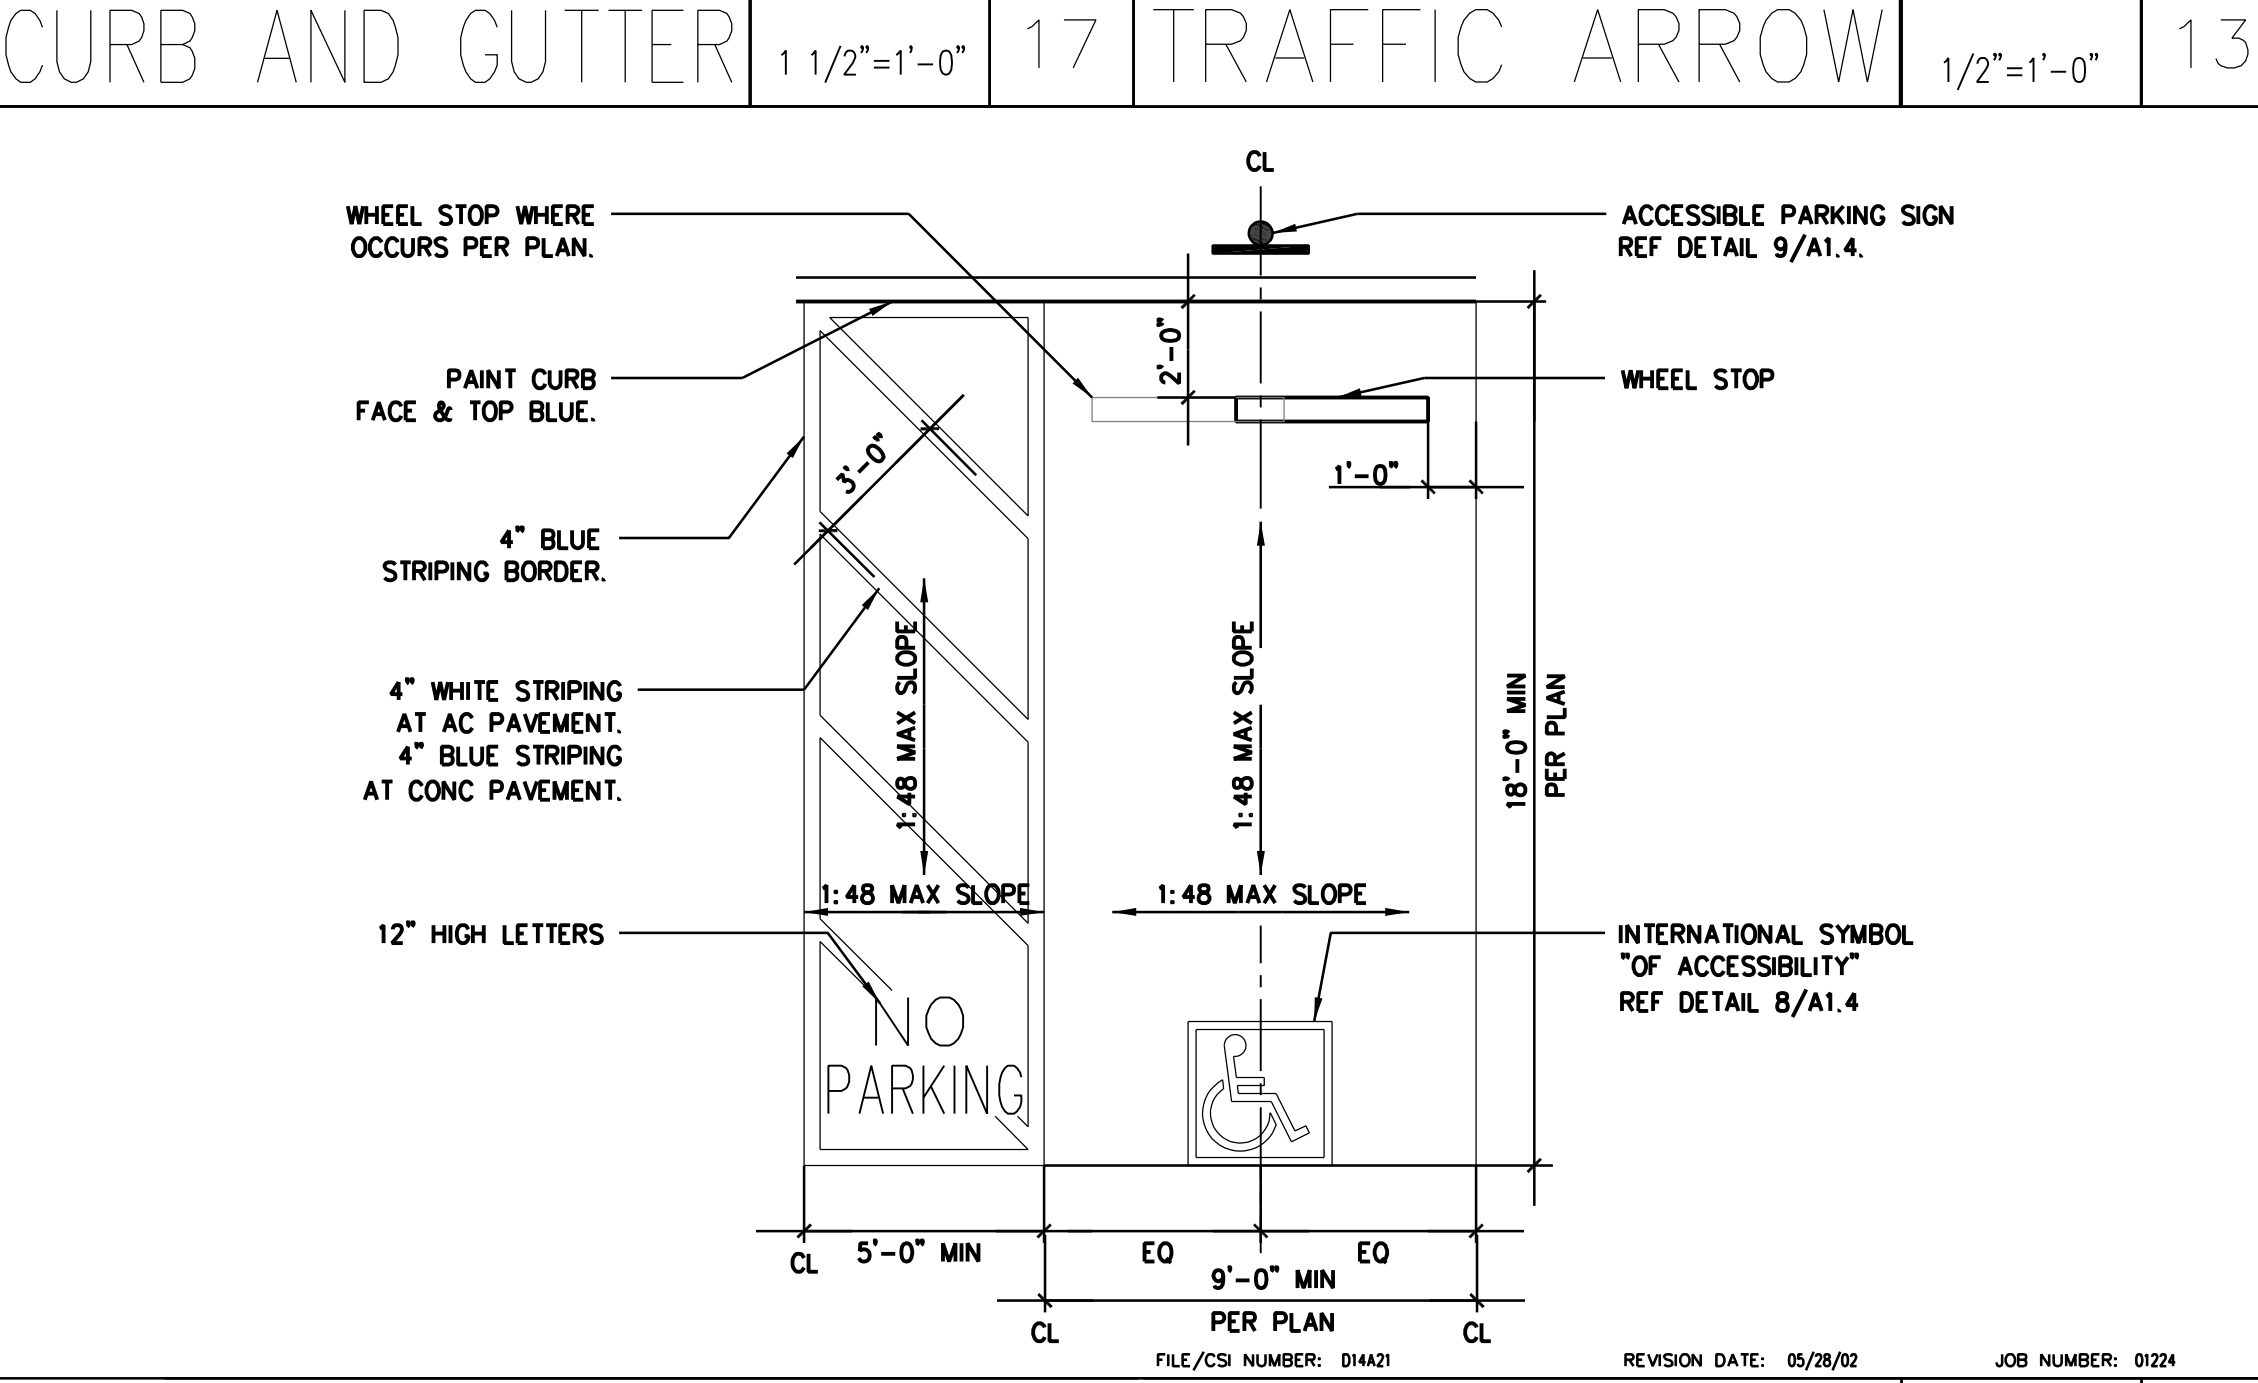 CURB AND GUTTER
1 1/2"=1'-0"
17
TRAFFIC ARROW
1/2"=1'-0"
13
CL
WHEEL STOP WHERE
OCCURS PER PLAN.
ACCESSIBLE PARKING SIGN
REF DETAIL 9/A1.4.
2'-0"
PAINT CURB
FACE & TOP BLUE.
WHEEL STOP
3'-0"
1'-0"
4" BLUE
STRIPING BORDER.
4" WHITE STRIPING
AT AC PAVEMENT.
4" BLUE STRIPING
AT CONC PAVEMENT.
1:48 MAX SLOPE
1:48 MAX SLOPE
18'-0" MIN
PER PLAN
1:48 MAX SLOPE
1:48 MAX SLOPE
12" HIGH LETTERS
INTERNATIONAL SYMBOL
"OF ACCESSIBILITY"
REF DETAIL 8/A1.4
NO
PARKING
CL
5'-0" MIN
EQ
EQ
9'-0" MIN
PER PLAN
CL
CL
FILE/CSI NUMBER: D14A21
REVISION DATE: 05/28/02
JOB NUMBER: 01224